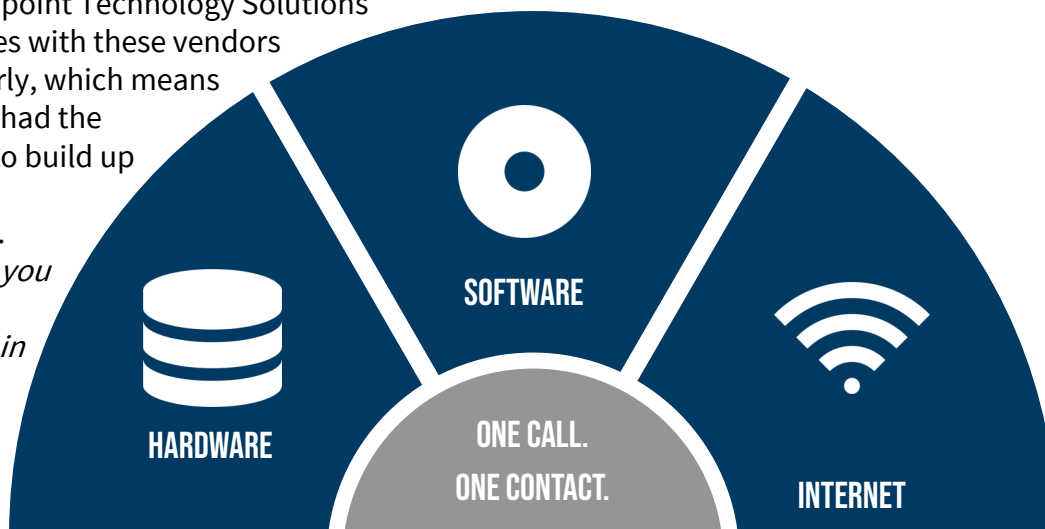 point Technology Solutions
es with these vendors
rly, which means
had the
o build up
.
you
in
SOFTWARE
HARDWARE
INTERNET
ONE CALL.
ONE CONTACT.